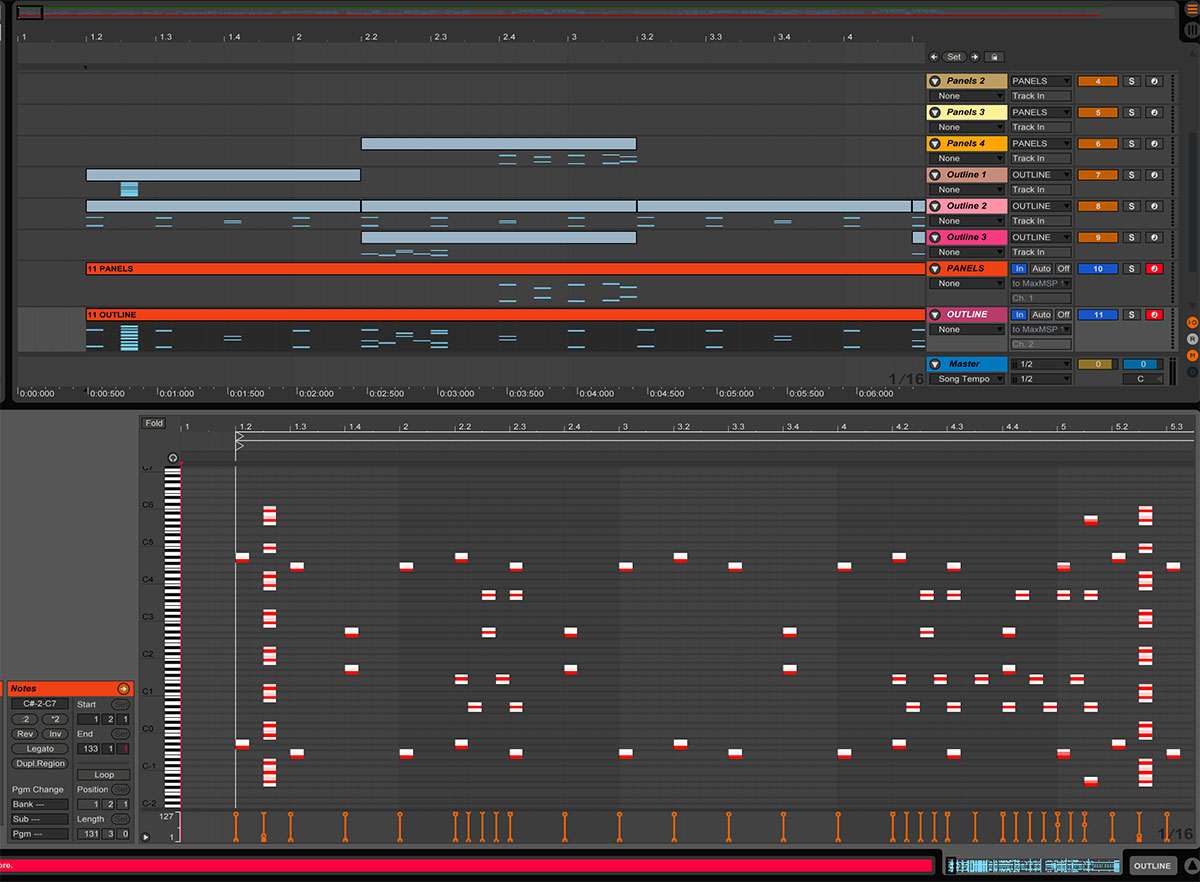 1 1.2 1.3 1.4 2 2.2 2.3 2.4 3 3.2 3.3 3.4 4
Set
Panels 2 PANELS 4 S
None Track In
Panels 3 PANELS 5 S
None Track In
Panels 4 PANELS 6 S
None Track In
Outline 1 OUTLINE 7 S
None Track In
Outline 2 OUTLINE 8 S
None Track In
Outline 3 OUTLINE 9 S
None Track In
11 PANELS PANELS In Auto Off 10 S
None to MaxMSP 1
Ch. 1
11 OUTLINE OUTLINE In Auto Off 11 S
None to MaxMSP 1
Ch. 2
Master 1/2 0 0
1/16 Song Tempo 1/2 C
0:00:000 0:00:500 0:01:000 0:01:500 0:02:000 0:02:500 0:03:000 0:03:500 0:04:000 0:04:500 0:05:000 0:05:500 0:06:000
Fold 1 1.2 1.3 1.4 2 2.2 2.3 2.4 3 3.2 3.3 3.4 4 4.2 4.3 4.4 5 5.2 5.3
C7
C6
C5
C4
C3
C2
C1
C0
C-1
C-2
Notes
C#-2-C7 Start Set
:2 *2 1 2 1
Rev Inv End Set
Legato 133 1 1
Dupl.Region
Loop
Pgm Change Position Set
Bank --- 1 2 1
Sub --- Length Set
Pgm --- 131 3 0
127
1
1/16
ore.
OUTLINE